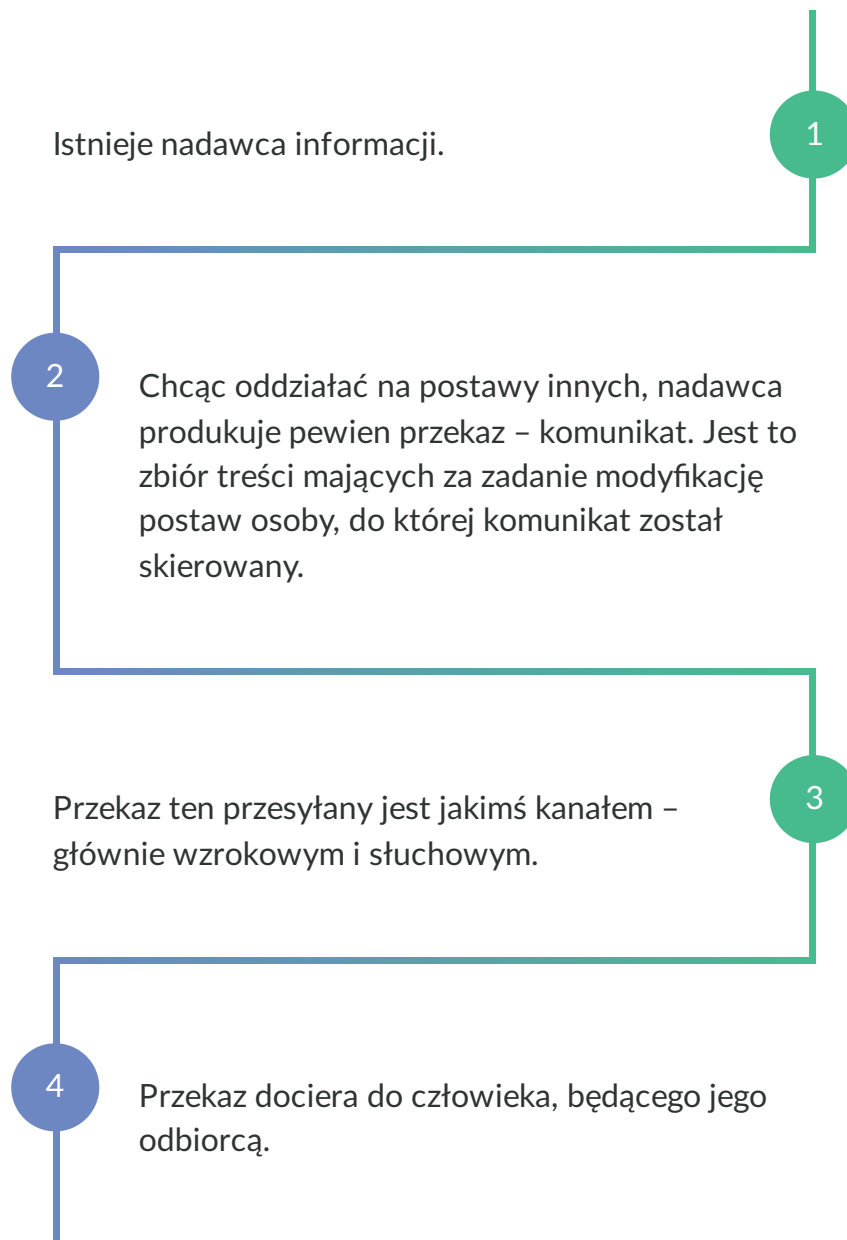 1
Istnieje nadawca informacji.
2
Chcąc oddziałać na postawy innych, nadawca
produkuje pewien przekaz – komunikat. Jest to
zbiór treści mających za zadanie modyfikację
postaw osoby, do której komunikat został
skierowany.
3
Przekaz ten przesyłany jest jakimś kanałem –
głównie wzrokowym i słuchowym.
4
Przekaz dociera do człowieka, będącego jego
odbiorcą.